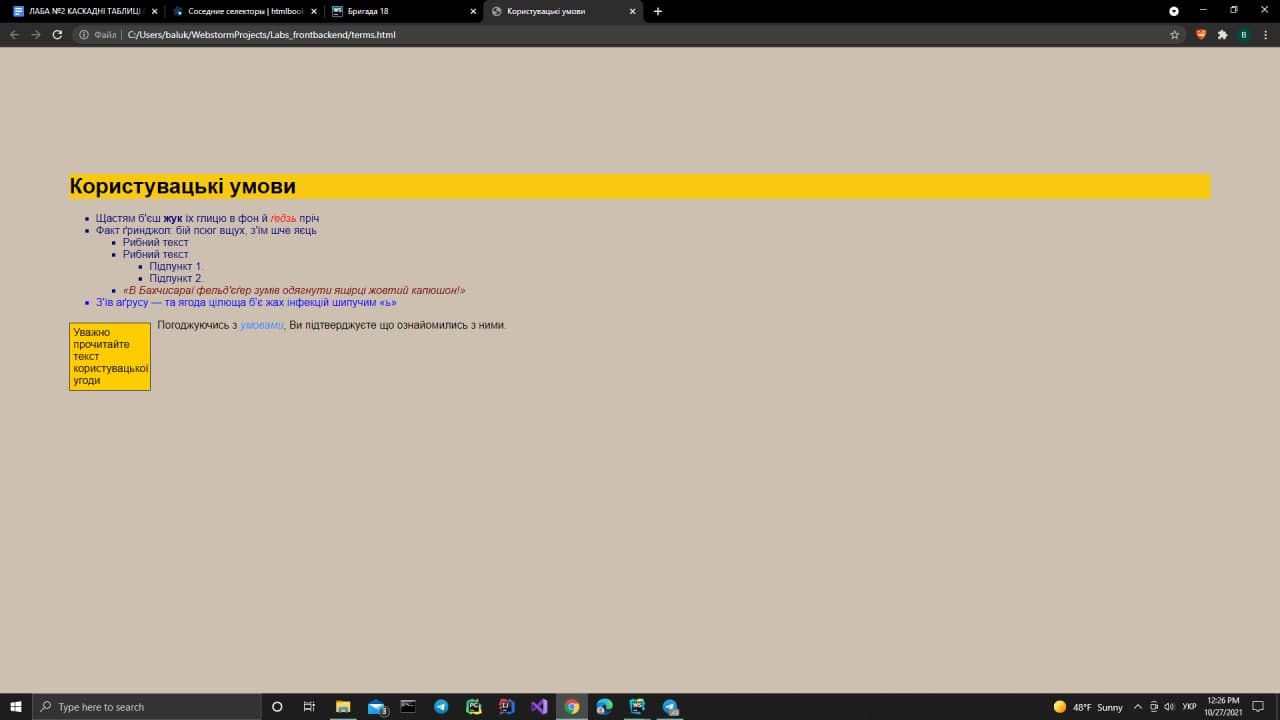 ЛАБА №2 КАСКАДНІ ТАБЛИЦІ
Соседние селекторы | htmlbook
Бригада 18
Користувацькі умови
Файл C:/Users/baluk/WebstormProjects/Labs_frontbackend/terms.html
B
Користувацькі умови
Щастям б'єш жук їх глицю в фон й ґедзь пріч
Факт ґринджол: бій псюг вщух, з'їм шче яєць
Рибний текст
Рибний текст
Підпункт 1.
Підпункт 2.
«В Бахчисараї фельд'єґер зумів одягнути ящірці жовтий капюшон!»
З'їв аґрусу — та ягода цілюща б'є жах інфекцій шипучим «ь»
Погоджуючись з умовами, Ви підтверджуєте що ознайомились з ними.
Уважно
прочитайте
текст
користувацької
угоди
Type here to search
3
48°F Sunny
УКР
12:26 PM
10/27/2021